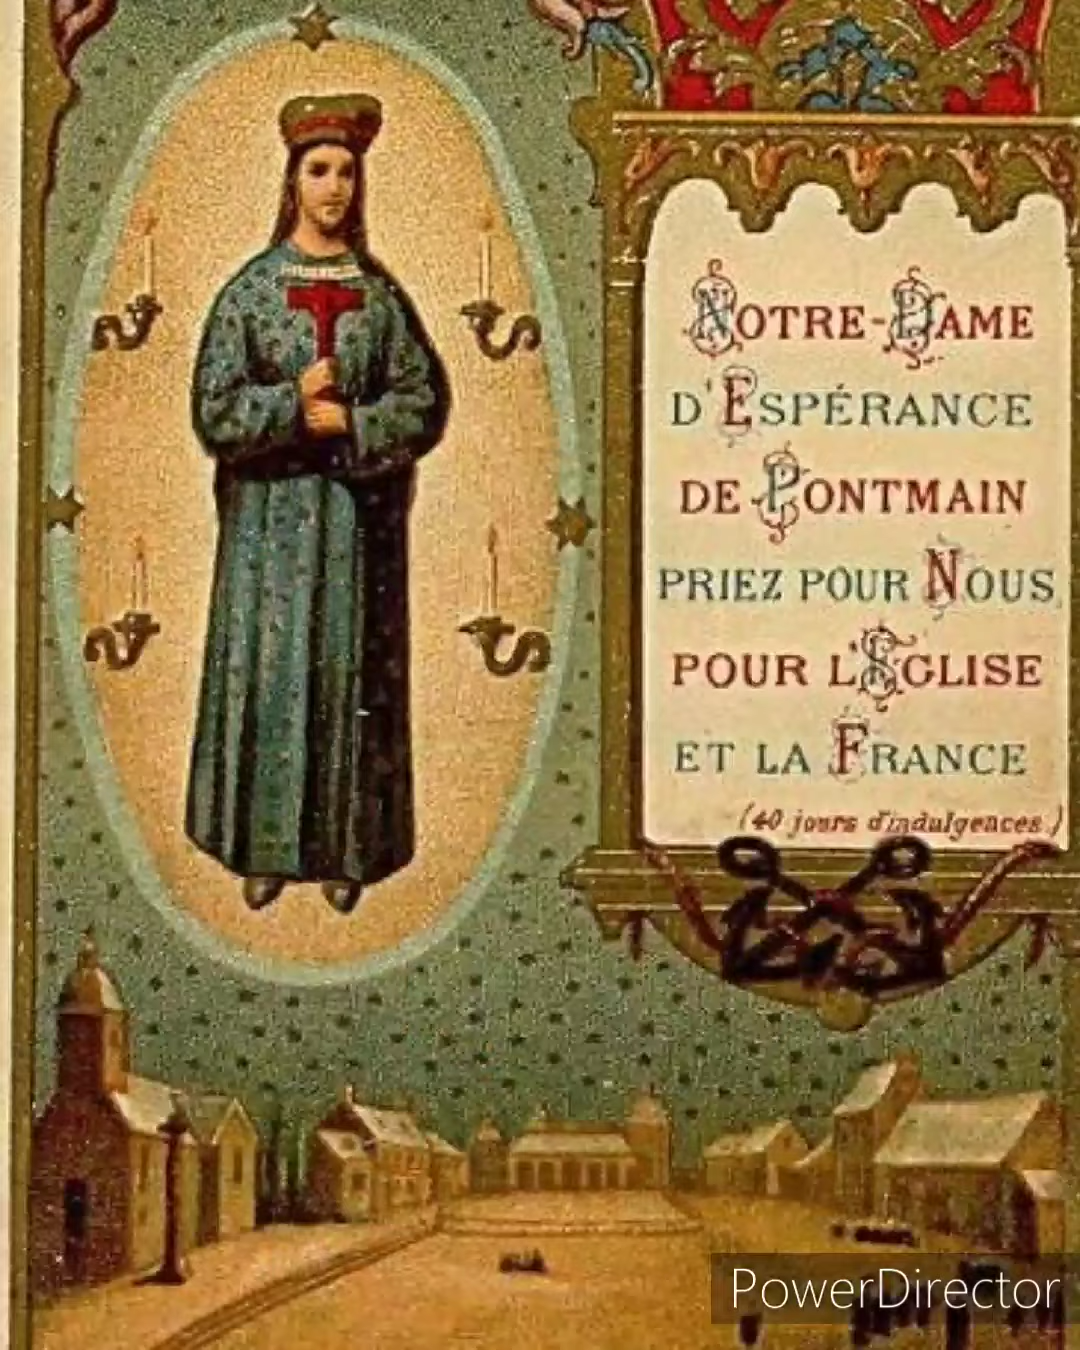 NOTRE-DAME
D'ESPÉRANCE
DE PONTMAIN
PRIEZ POUR NOUS
POUR L'EGLISE
ET LA FRANCE
(40 jours d'indulgences.)
PowerDirector